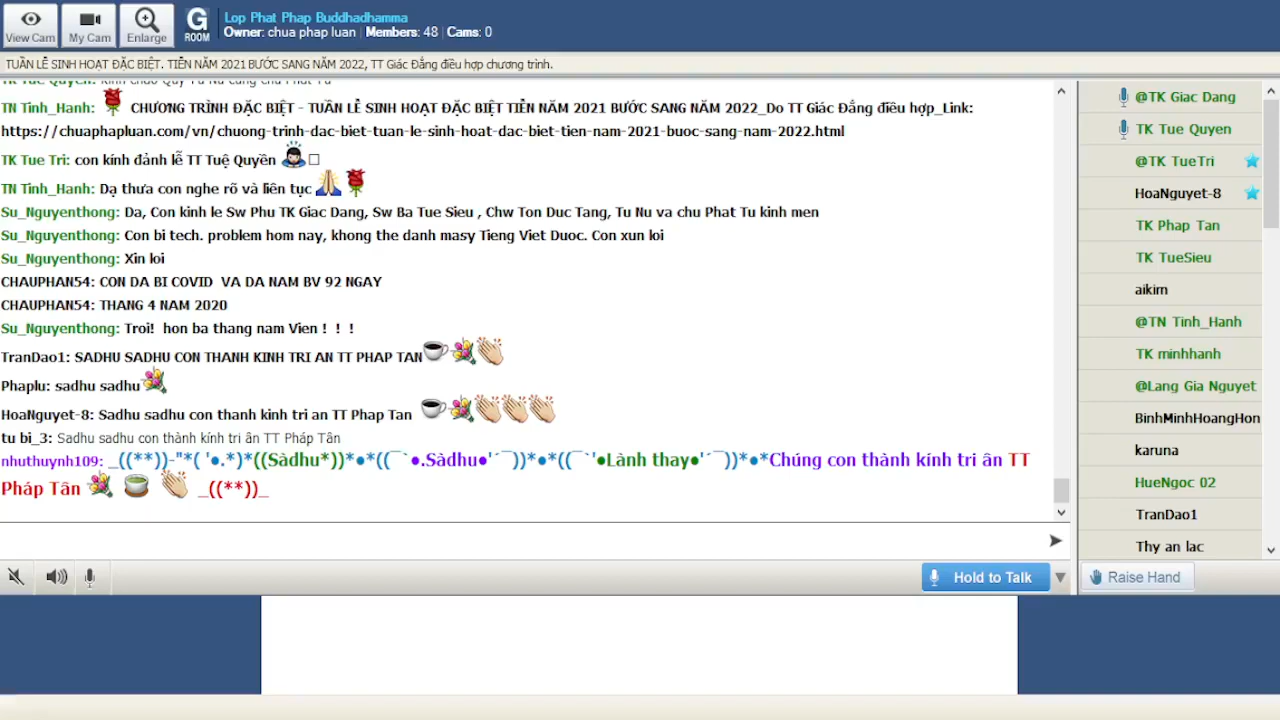 View Cam
My Cam
Enlarge
G
ROOM
Lop Phat Phap Buddhadhamma
Owner: chua phap luan Members: 48 Cams: 0
TUẦN LỄ SINH HOẠT ĐẶC BIỆT. TIỄN NĂM 2021 BƯỚC SANG NĂM 2022, TT Giác Đẳng điều hợp chương trình.
TN Tinh_Hanh: CHƯƠNG TRÌNH ĐẶC BIỆT - TUẦN LỄ SINH HOẠT ĐẶC BIỆT TIỄN NĂM 2021 BƯỚC SANG NĂM 2022_Do TT Giác Đẳng điều hợp_Link:
https://chuaphapluan.com/vn/chuong-trinh-dac-biet-tuan-le-sinh-hoat-dac-biet-tien-nam-2021-buoc-sang-nam-2022.html
TK Tue Tri: con kính đảnh lễ TT Tuệ Quyền
TN Tinh_Hanh: Dạ thưa con nghe rõ và liên tục
Su_Nguyenthong: Da, Con kinh le Sw Phu TK Giac Dang, Sw Ba Tue Sieu , Chw Ton Duc Tang, Tu Nu va chu Phat Tu kinh men
Su_Nguyenthong: Con bi tech. problem hom nay, khong the danh masy Tieng Viet Duoc. Con xun loi
Su_Nguyenthong: Xin loi
CHAUPHAN54: CON DA BI COVID VA DA NAM BV 92 NGAY
CHAUPHAN54: THANG 4 NAM 2020
Su_Nguyenthong: Troi! hon ba thang nam Vien ! ! !
TranDao1: SADHU SADHU CON THANH KINH TRI AN TT PHAP TAN
Phaplu: sadhu sadhu
HoaNguyet-8: Sadhu sadhu con thanh kinh tri an TT Phap Tan
tu bi_3: Sadhu sadhu con thành kính tri ân TT Pháp Tân
nhuthuynh109: _((**))-"*( '●.*)*((Sàdhu*))*●*((¯`●.Sàdhu●'´¯))*●*●*((¯`'●Lành thay●'´¯))*●*Chúng con thành kính tri ân TT
Pháp Tân _((**))_
Hold to Talk
@TK Giac Dang
TK Tue Quyen
@TK TueTri
HoaNguyet-8
TK Phap Tan
TK TueSieu
aikim
@TN Tinh_Hanh
TK minhhanh
@Lang Gia Nguyet
BinhMinhHoangHon
karuna
HueNgoc 02
TranDao1
Thy an lac
Raise Hand